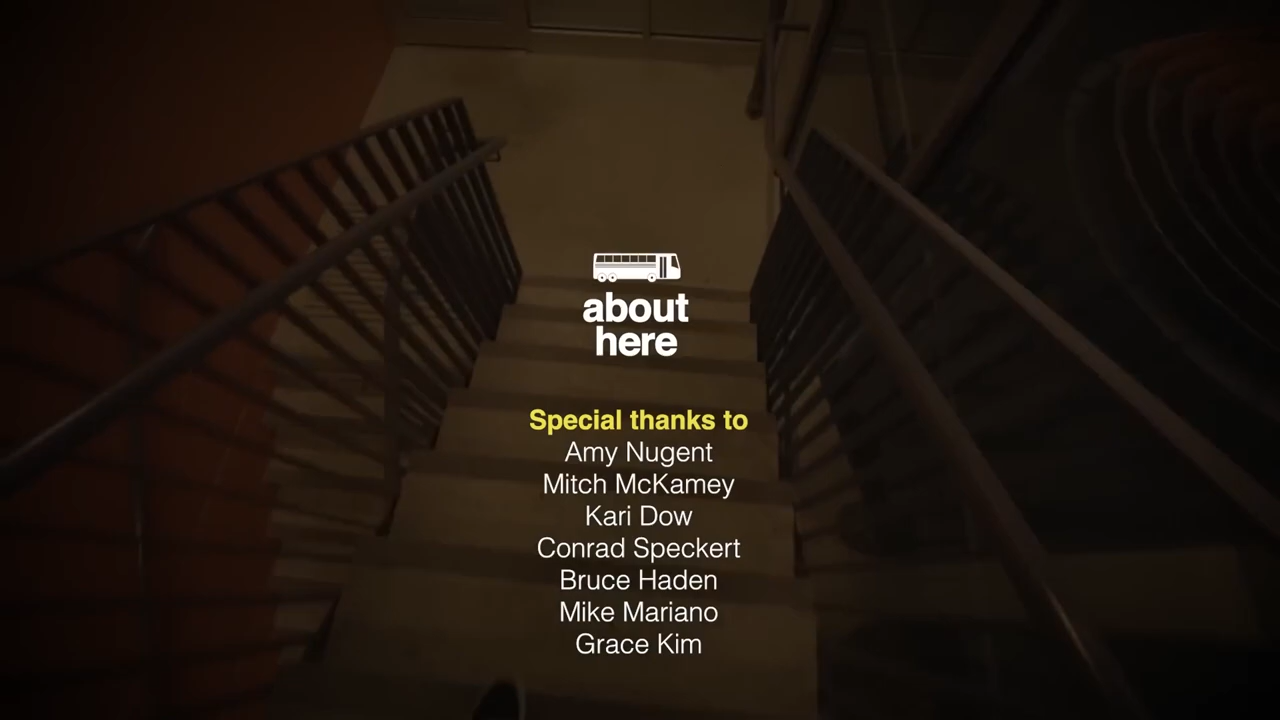 about
here
Special thanks to
Amy Nugent
Mitch McKamey
Kari Dow
Conrad Speckert
Bruce Haden
Mike Mariano
Grace Kim